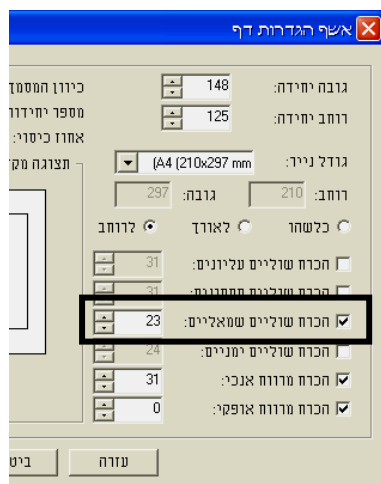 אשף הגדרות דף
גובה יחידה: 148 כיוון המסמך
רוחב יחידה: 125 מספר יחידות
אחוז כיסוי:
גודל נייר: A4 (210x297 mm) תצוגה מקד
רוחב: 210 גובה: 297
כלשהו לאורך לרוחב
הכרח שוליים עליונים: 31
הכרח שוליים תחתונים: 31
הכרח שוליים שמאליים: 23
הכרח שוליים ימניים: 24
הכרח מרווח אנכי: 31
הכרח מרווח אופקי: 0
עזרה ביט